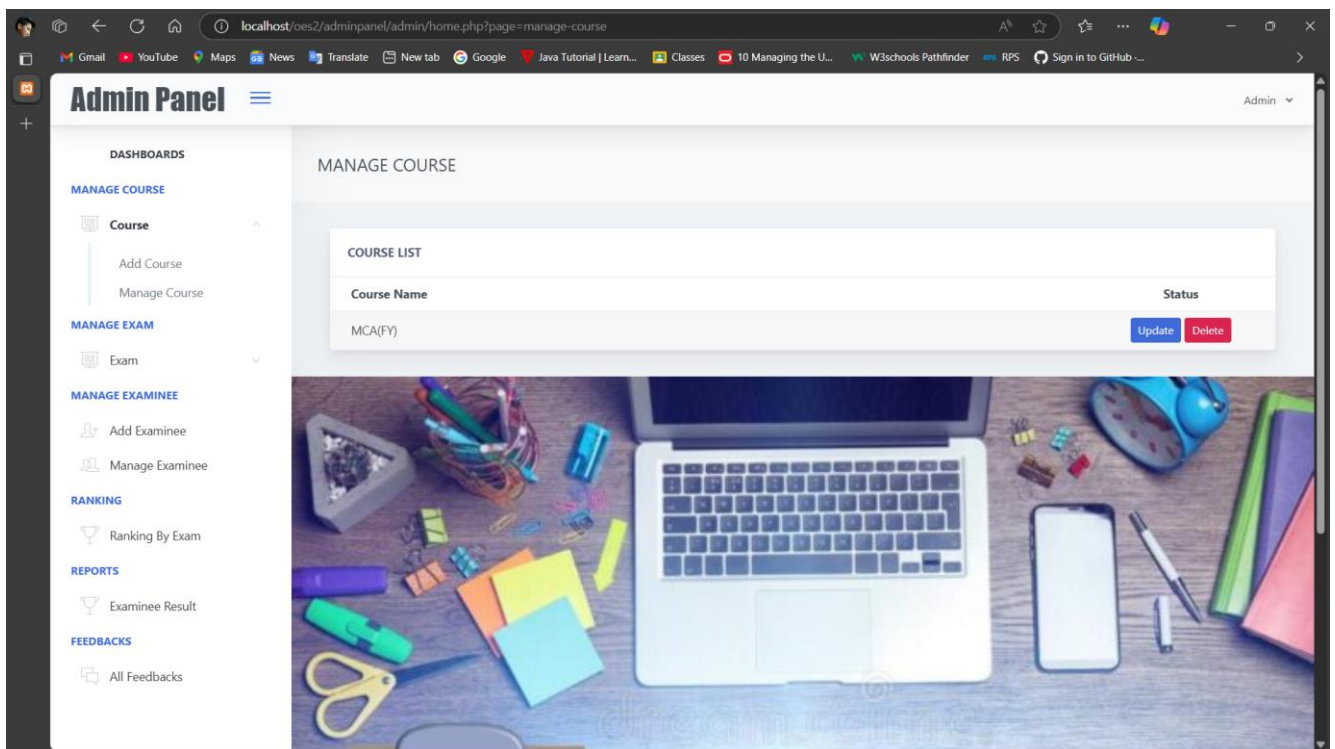 localhost/oes2/adminpanel/admin/home.php?page=manage-course
Gmail YouTube Maps News Translate New tab Google Java Tutorial | Learn... Classes 10 Managing the U... W3schools Pathfinder RPS Sign in to GitHub ·...
Admin Panel
Admin
DASHBOARDS
MANAGE COURSE
Course
Add Course
Manage Course
MANAGE EXAM
Exam
MANAGE EXAMINEE
Add Examinee
Manage Examinee
RANKING
Ranking By Exam
REPORTS
Examinee Result
FEEDBACKS
All Feedbacks
MANAGE COURSE
COURSE LIST
Course Name Status
MCA(FY) Update Delete
dreamstime